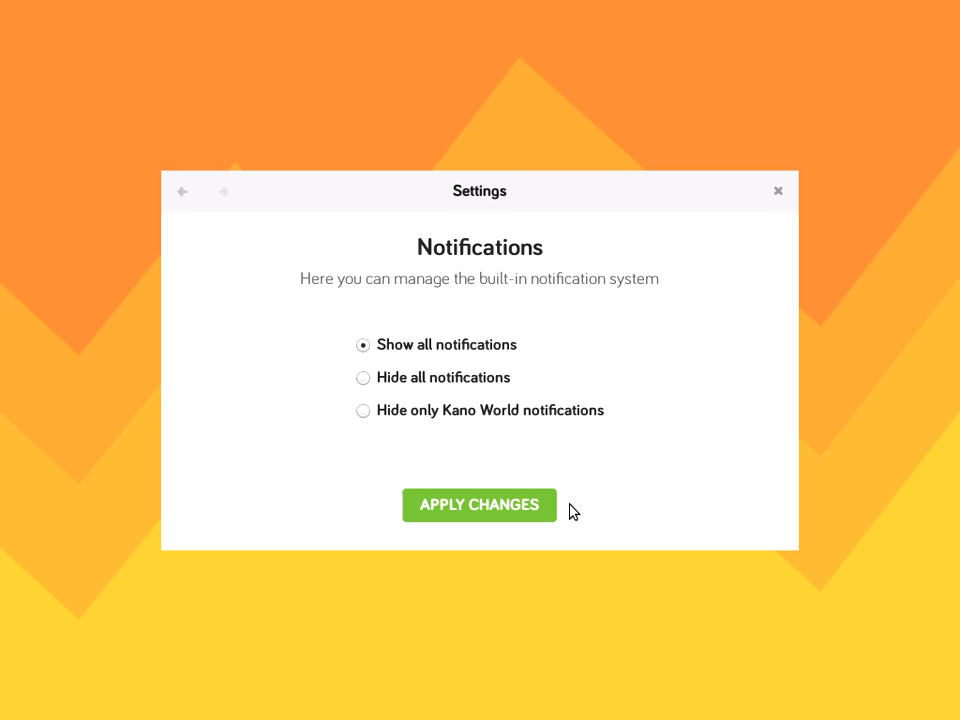 Settings
Notifications
Here you can manage the built-in notification system
Show all notifications
Hide all notifications
Hide only Kano World notifications
APPLY CHANGES